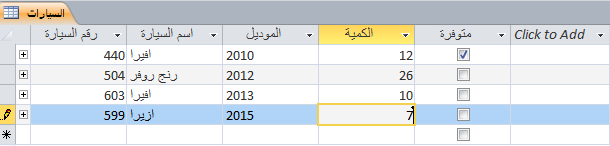 السيارات
رقم السيارة اسم السيارة الموديل الكمية متوفرة Click to Add
440 افيرا 2010 12
504 رنج روفر 2012 26
603 افيرا 2013 10
599 ازيرا 2015 7